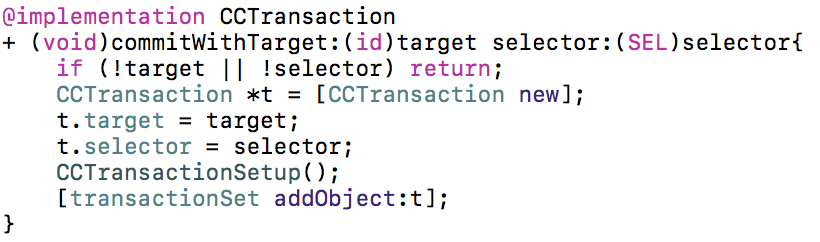 @implementation CCTransaction
+ (void)commitWithTarget:(id)target selector:(SEL)selector{
    if (!target || !selector) return;
    CCTransaction *t = [CCTransaction new];
    t.target = target;
    t.selector = selector;
    CCTransactionSetup();
    [transactionSet addObject:t];
}